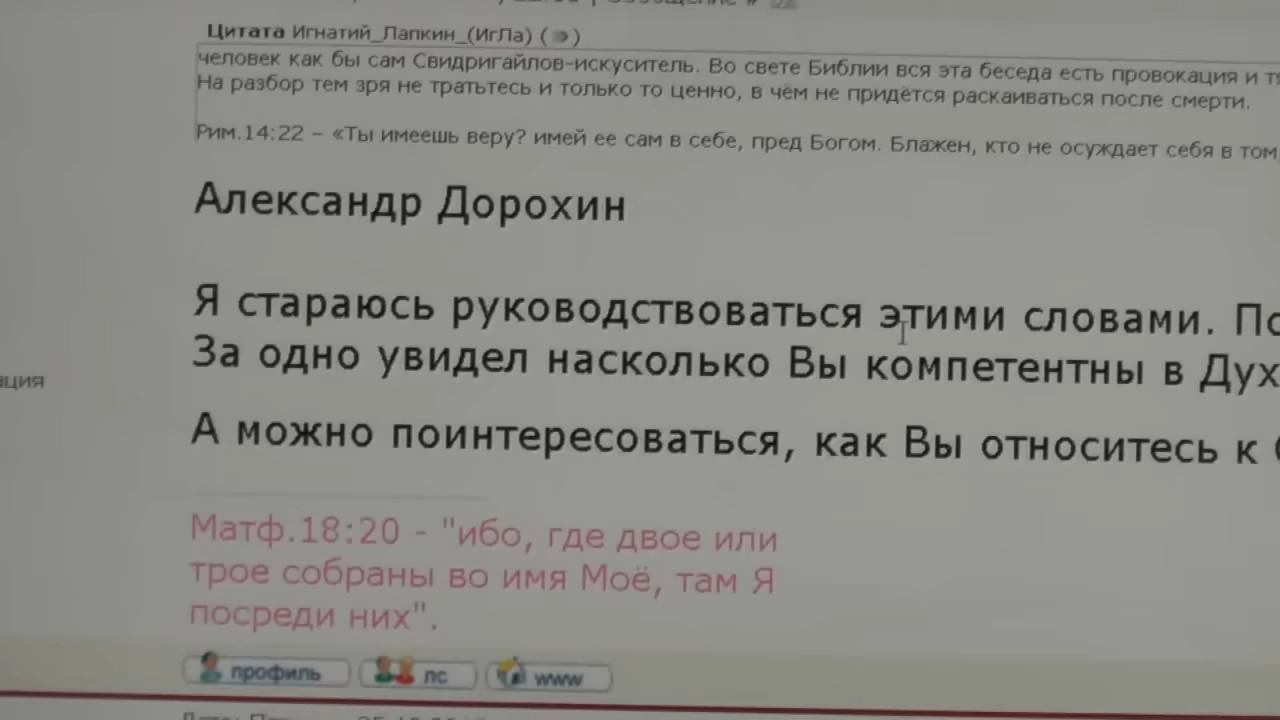 Цитата Игнатий_Лапкин_(ИгЛа) ( )
человек как бы сам Свидригайлов-искуситель. Во свете Библии вся эта беседа есть провокация и
На разбор тем зря не тратьтесь и только то ценно, в чём не придётся раскаиваться после смерти.
Рим.14:22 – «Ты имеешь веру? имей ее сам в себе, пред Богом. Блажен, кто не осуждает себя в том,
Александр Дорохин
Я стараюсь руководствоваться этими словами.
За одно увидел насколько Вы компетентны в Дух
ация
А можно поинтересоваться, как Вы относитесь к
Матф.18:20 - "ибо, где двое или
трое собраны во имя Моё, там Я
посреди них".
профиль лс www